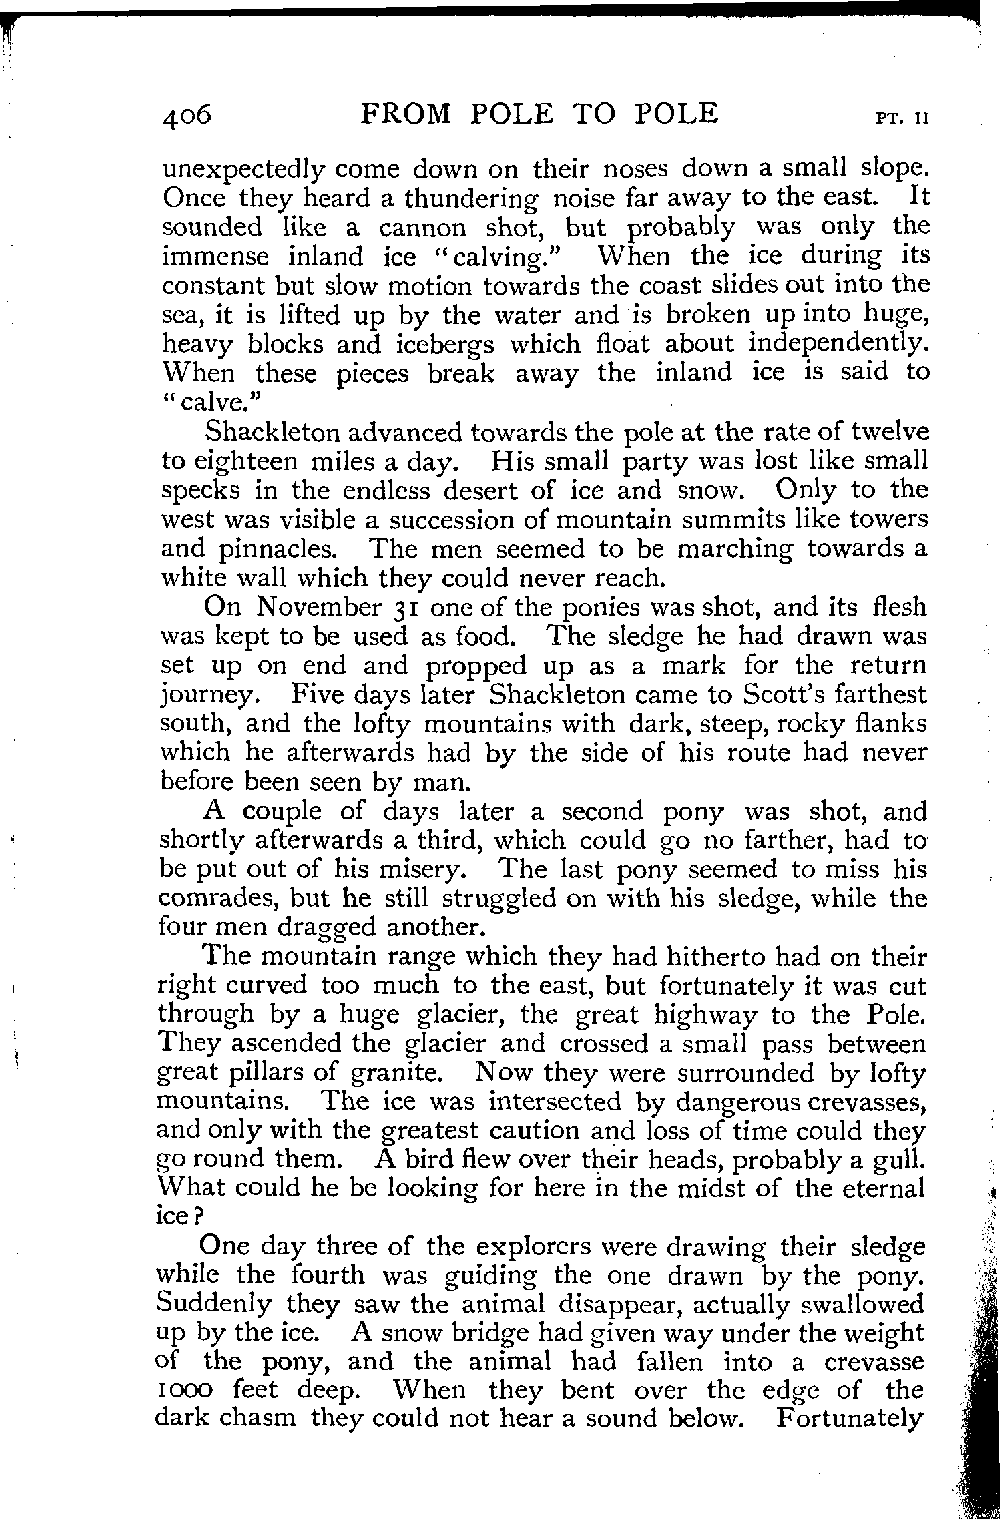 406 FROM POLE TO POLE PT. II
unexpectedly come down on their noses down a small slope.
Once they heard a thundering noise far away to the east. It
sounded like a cannon shot, but probably was only the
immense inland ice "calving." When the ice during its
constant but slow motion towards the coast slides out into the
sea, it is lifted up by the water and is broken up into huge,
heavy blocks and icebergs which float about independently.
When these pieces break away the inland ice is said to
"calve."
Shackleton advanced towards the pole at the rate of twelve
to eighteen miles a day. His small party was lost like small
specks in the endless desert of ice and snow. Only to the
west was visible a succession of mountain summits like towers
and pinnacles. The men seemed to be marching towards a
white wall which they could never reach.
On November 31 one of the ponies was shot, and its flesh
was kept to be used as food. The sledge he had drawn was
set up on end and propped up as a mark for the return
journey. Five days later Shackleton came to Scott's farthest
south, and the lofty mountains with dark, steep, rocky flanks
which he afterwards had by the side of his route had never
before been seen by man.
A couple of days later a second pony was shot, and
shortly afterwards a third, which could go no farther, had to
be put out of his misery. The last pony seemed to miss his
comrades, but he still struggled on with his sledge, while the
four men dragged another.
The mountain range which they had hitherto had on their
right curved too much to the east, but fortunately it was cut
through by a huge glacier, the great highway to the Pole.
They ascended the glacier and crossed a small pass between
great pillars of granite. Now they were surrounded by lofty
mountains. The ice was intersected by dangerous crevasses,
and only with the greatest caution and loss of time could they
go round them. A bird flew over their heads, probably a gull.
What could he be looking for here in the midst of the eternal
ice?
One day three of the explorers were drawing their sledge
while the fourth was guiding the one drawn by the pony.
Suddenly they saw the animal disappear, actually swallowed
up by the ice. A snow bridge had given way under the weight
of the pony, and the animal had fallen into a crevasse
1000 feet deep. When they bent over the edge of the
dark chasm they could not hear a sound below. Fortunately